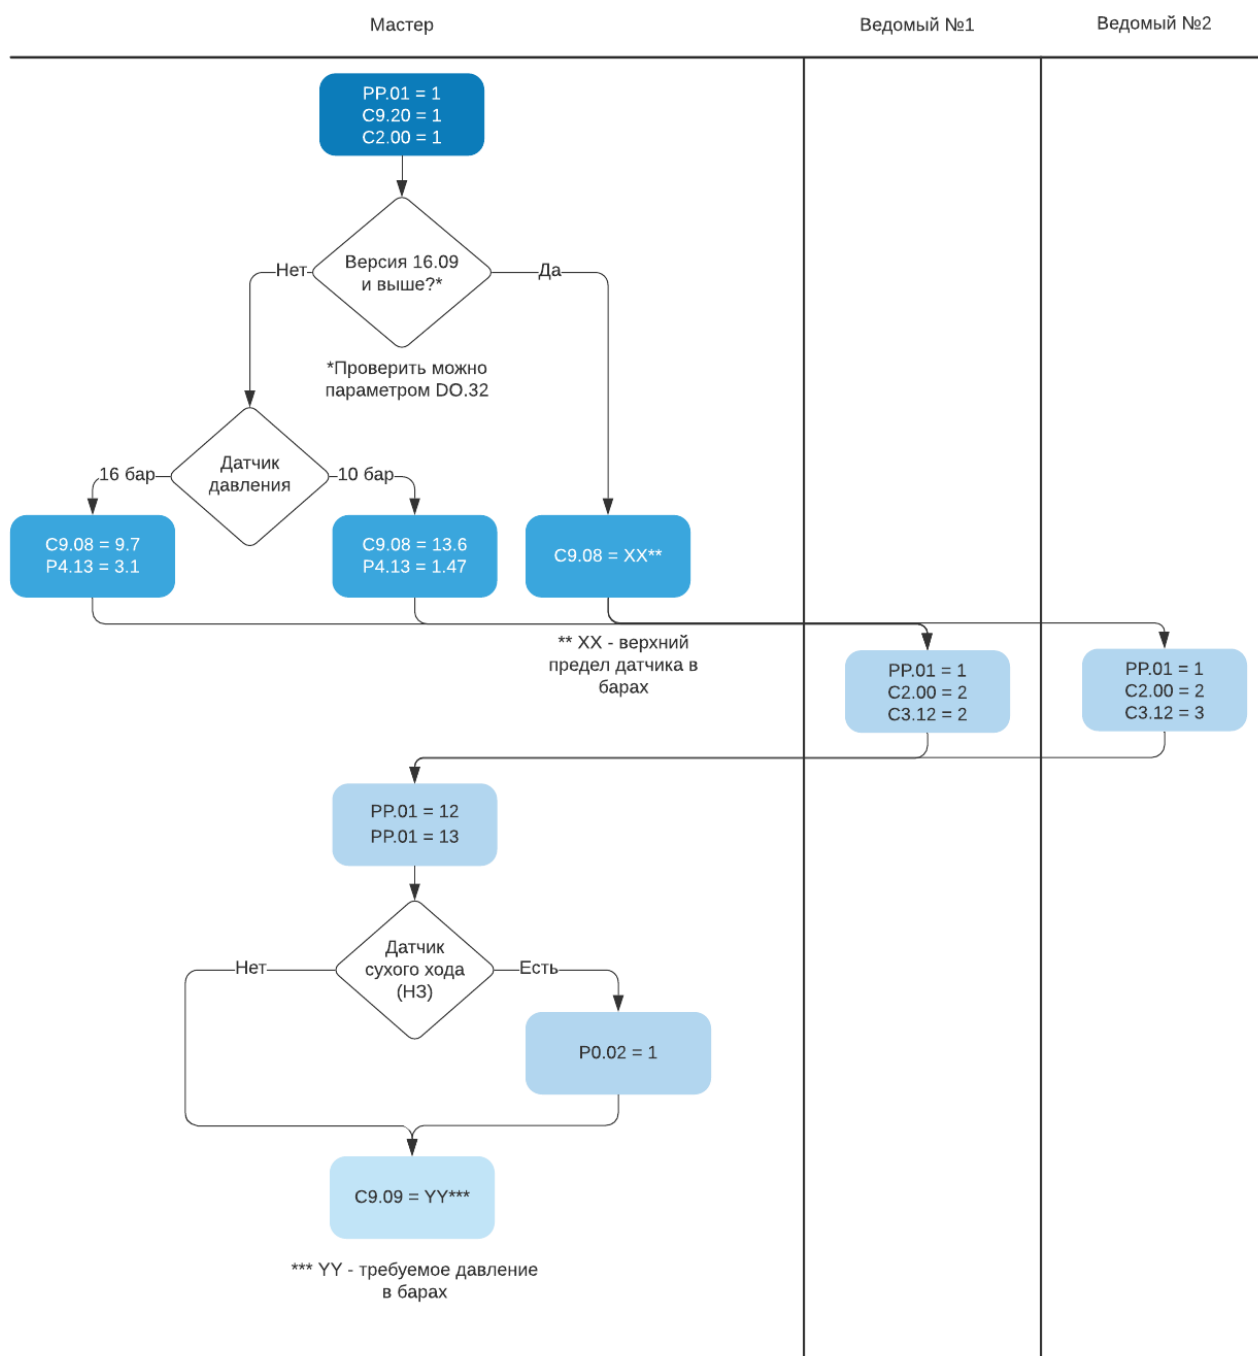 Мастер
Ведомый №1
Ведомый №2
PP.01 = 1
C9.20 = 1
C2.00 = 1
Версия 16.09
и выше?*
Нет
Да
*Проверить можно
параметром DO.32
Датчик
давления
16 бар
10 бар
C9.08 = 9.7
P4.13 = 3.1
C9.08 = 13.6
P4.13 = 1.47
C9.08 = XX**
** XX - верхний
предел датчика в
барах
PP.01 = 1
C2.00 = 2
C3.12 = 2
PP.01 = 1
C2.00 = 2
C3.12 = 3
PP.01 = 12
PP.01 = 13
Датчик
сухого хода
(НЗ)
Нет
Есть
P0.02 = 1
C9.09 = YY***
*** YY - требуемое давление
в барах